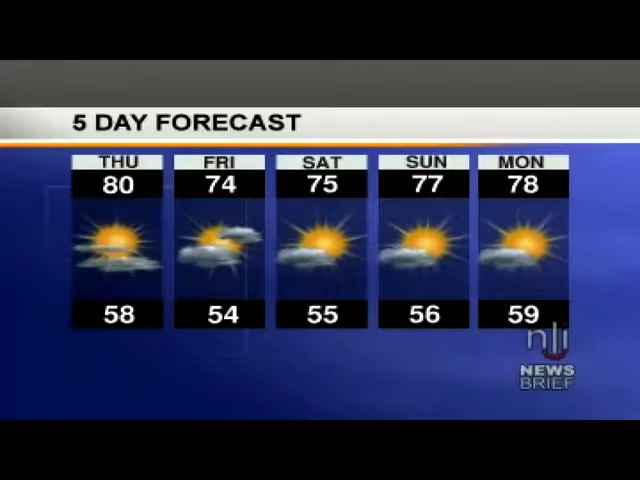 5 DAY FORECAST
THU FRI SAT SUN MON
80 74 75 77 78
58 54 55 56 59
nji
NEWS
BRIEF